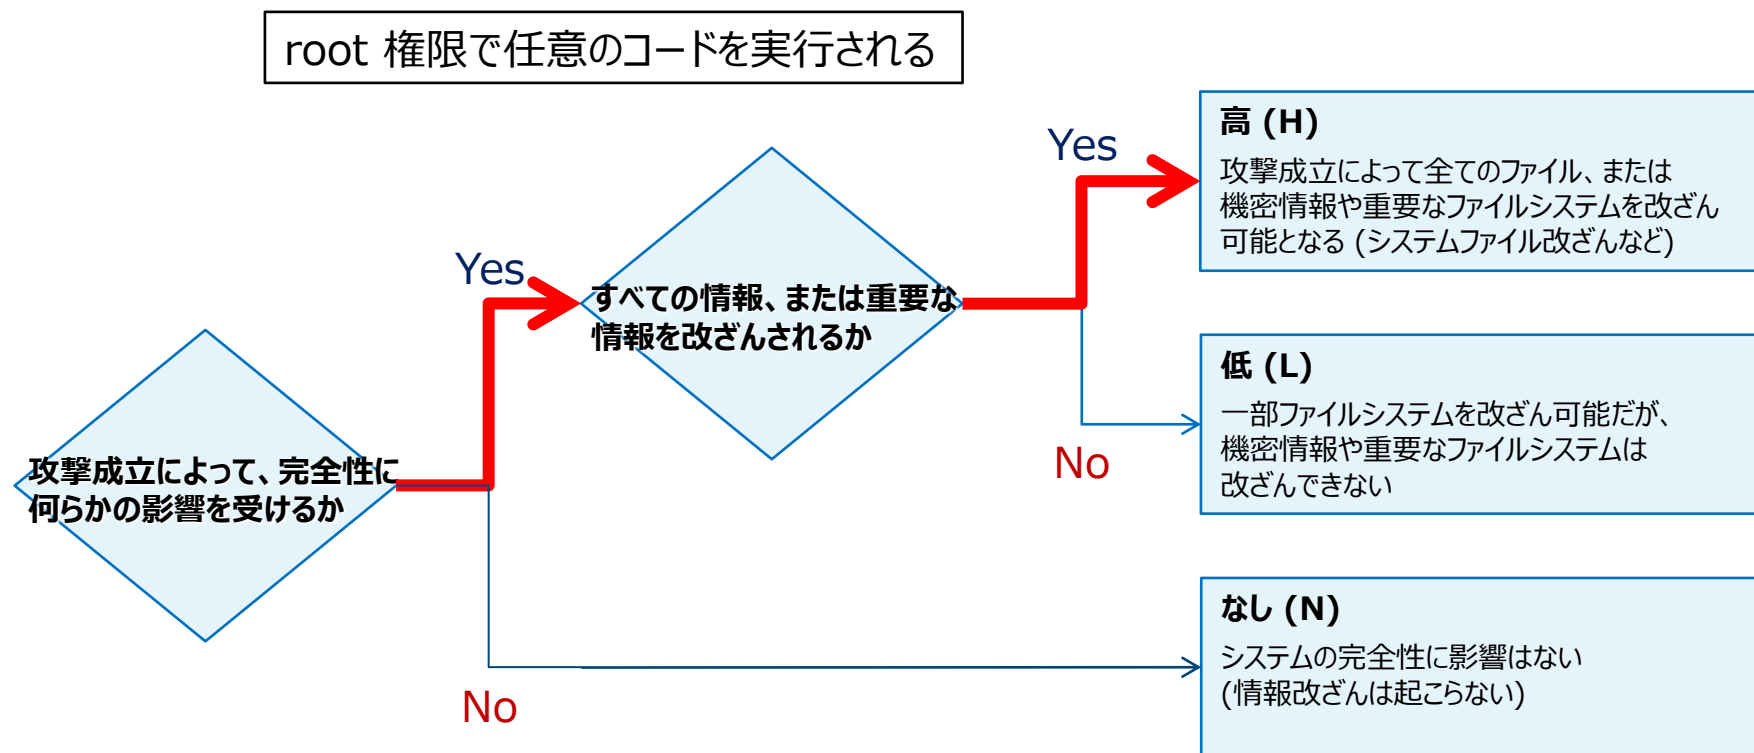 root 権限で任意のコードを実行される
高 (H)
攻撃成立によって全てのファイル、または
機密情報や重要なファイルシステムを改ざん
可能となる (システムファイル改ざんなど)
Yes
Yes
すべての情報、または重要な
情報を改ざんされるか
低 (L)
一部ファイルシステムを改ざん可能だが、
機密情報や重要なファイルシステムは
改ざんできない
No
攻撃成立によって、完全性に
何らかの影響を受けるか
なし (N)
システムの完全性に影響はない
(情報改ざんは起こらない)
No